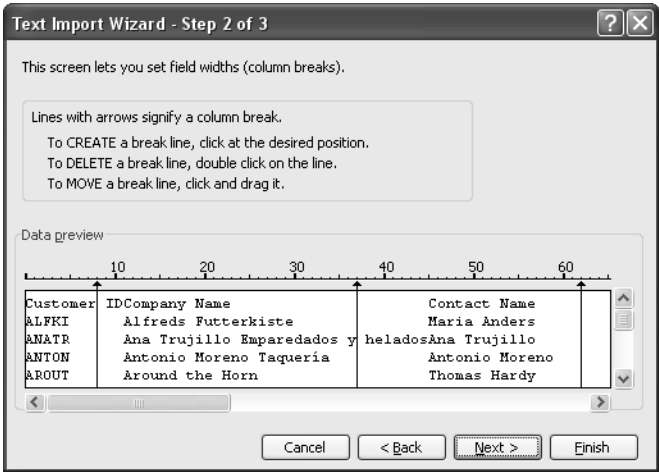 Text Import Wizard - Step 2 of 3
This screen lets you set field widths (column breaks).
Lines with arrows signify a column break.
To CREATE a break line, click at the desired position.
To DELETE a break line, double click on the line.
To MOVE a break line, click and drag it.
Data preview
10 20 30 40 50 60
Customer IDCompany Name Contact Name
ALFKI Alfreds Futterkiste Maria Anders
ANATR Ana Trujillo Emparedados y heladosAna Trujillo
ANTON Antonio Moreno Taquería Antonio Moreno
AROUT Around the Horn Thomas Hardy
Cancel < Back Next > Finish